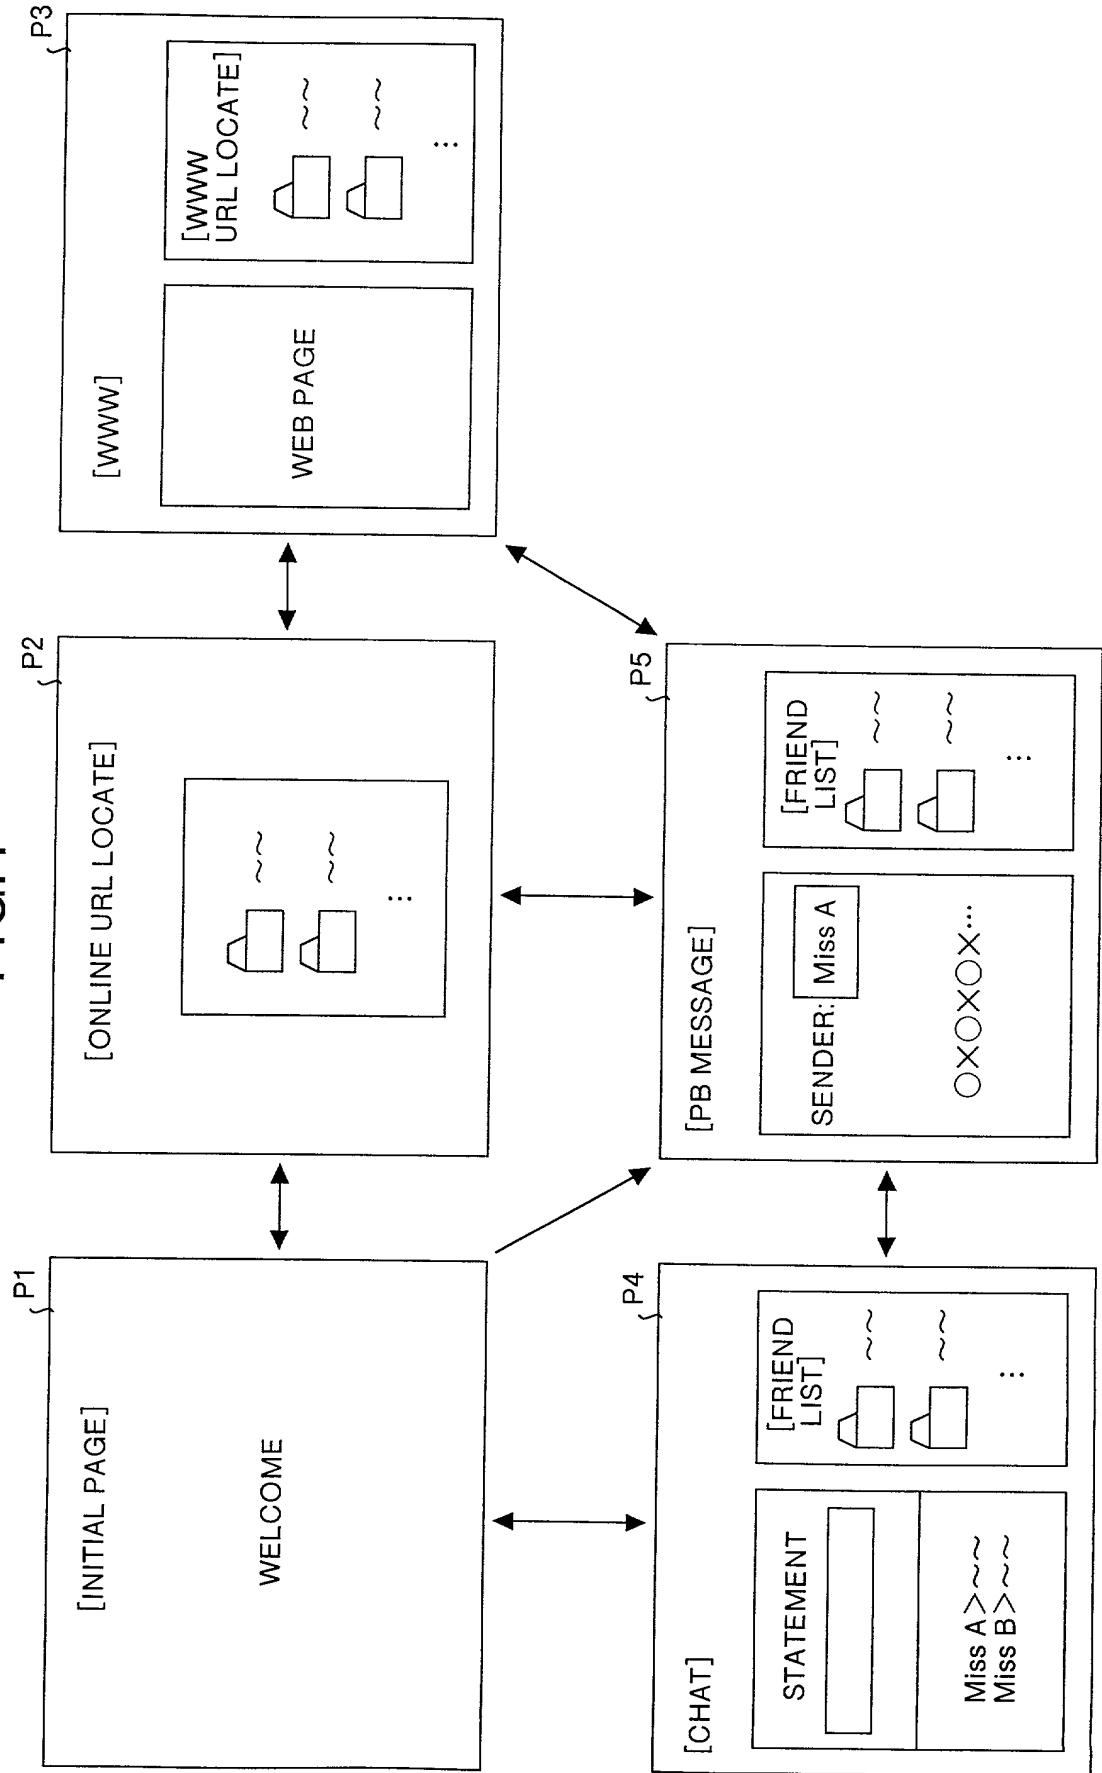 P1
[INITIAL PAGE]
WELCOME
P2
[ONLINE URL LOCATE]
~~
~~
...
P3
[WWW]
WEB PAGE
[WWW
URL LOCATE]
~~
~~
...
P4
[CHAT]
STATEMENT
Miss A>~~
Miss B>~~
[FRIEND
LIST]
~~
~~
...
P5
[PB MESSAGE]
SENDER: Miss A
○×○×○×...
[FRIEND
LIST]
~~
~~
...